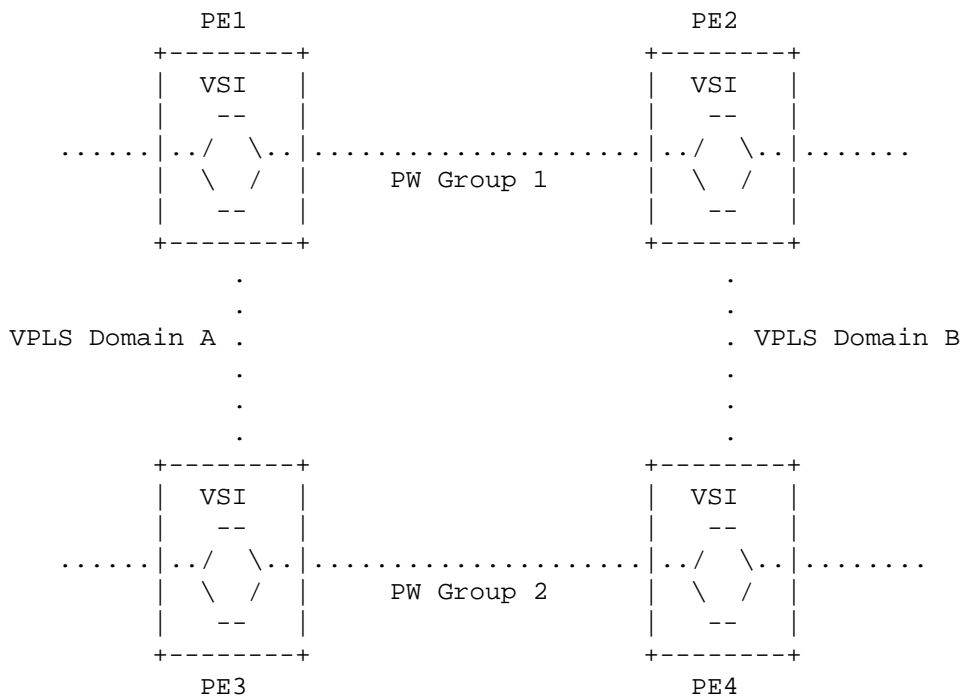 PE1 PE2
VSI VSI
PW Group 1
VPLS Domain A VPLS Domain B
VSI VSI
PW Group 2
PE3 PE4